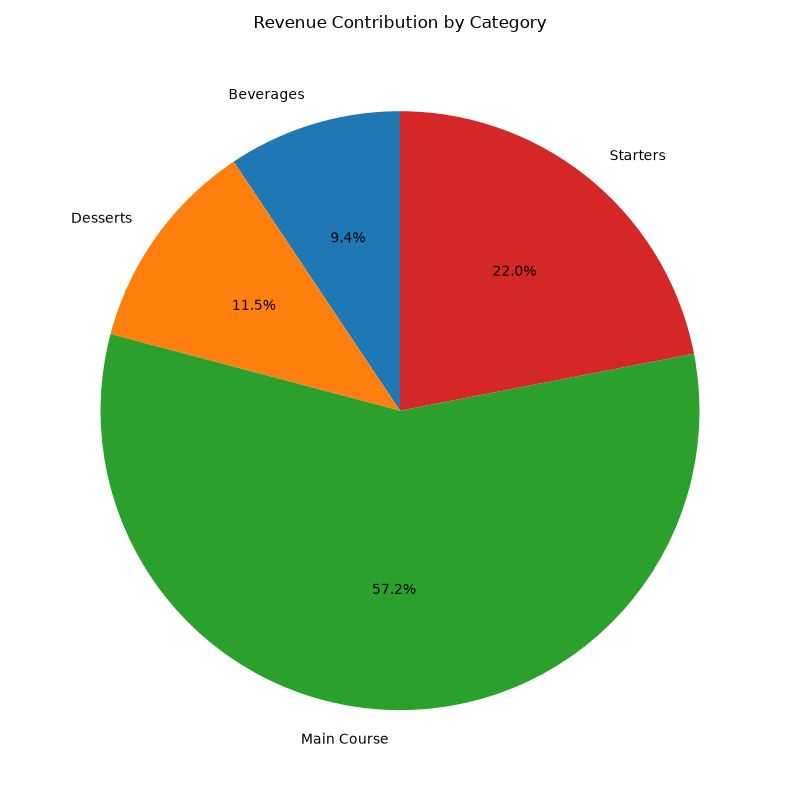 Revenue Contribution by Category
Beverages
Starters
Desserts
9.4%
22.0%
11.5%
57.2%
Main Course